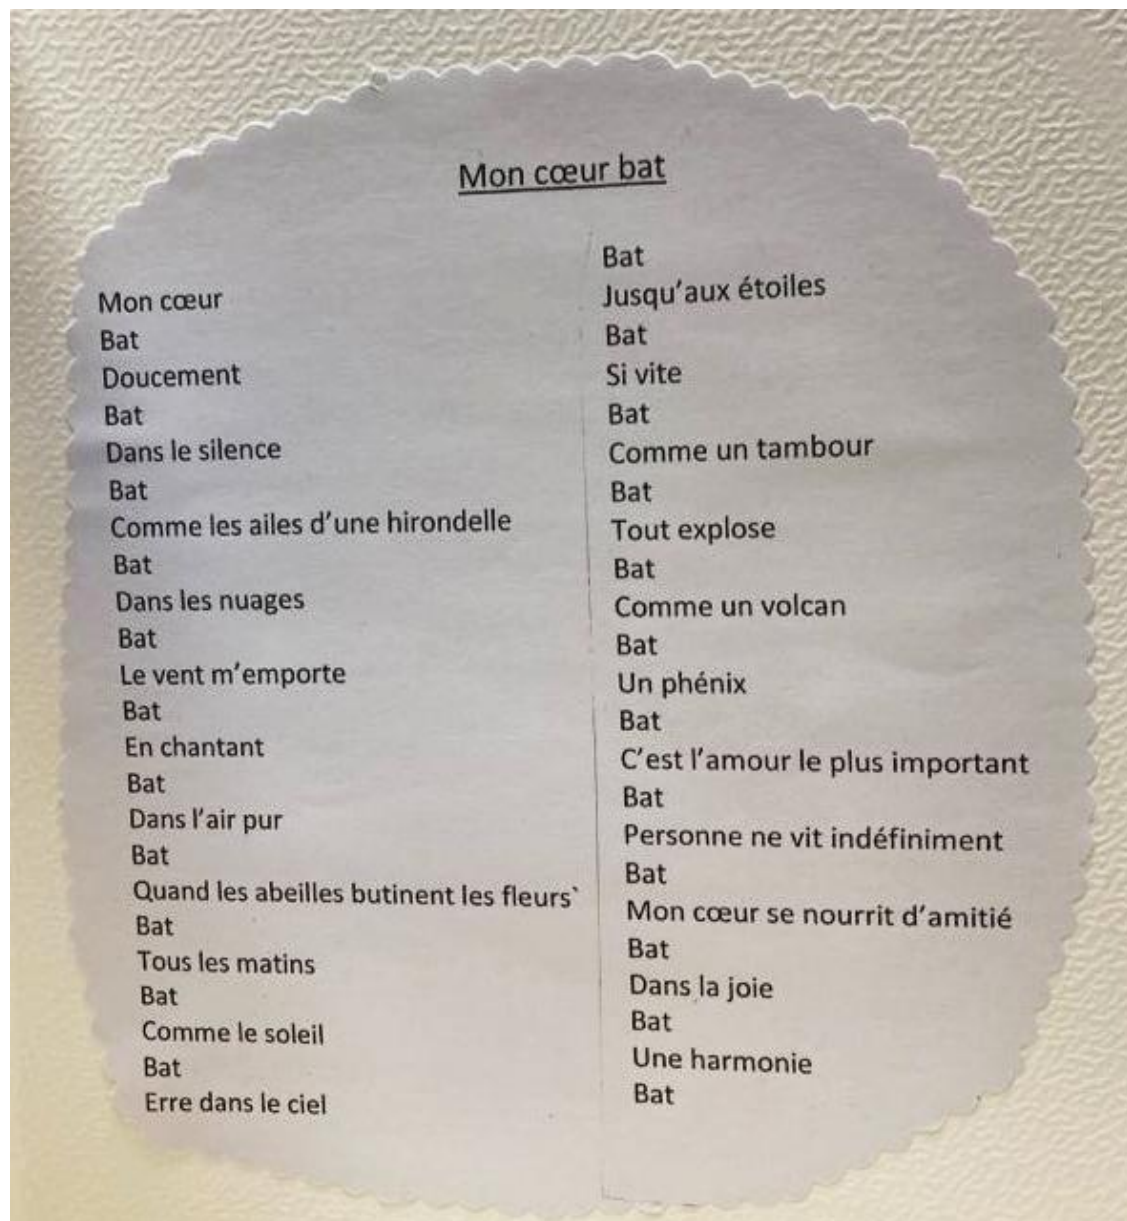 Mon cœur bat
Mon cœur
Bat
Doucement
Bat
Dans le silence
Bat
Comme les ailes d’une hirondelle
Bat
Dans les nuages
Bat
Le vent m’emporte
Bat
En chantant
Bat
Dans l’air pur
Bat
Quand les abeilles butinent les fleurs`
Bat
Tous les matins
Bat
Comme le soleil
Bat
Erre dans le ciel
Bat
Jusqu’aux étoiles
Bat
Si vite
Bat
Comme un tambour
Bat
Tout explose
Bat
Comme un volcan
Bat
Un phénix
Bat
C’est l’amour le plus important
Bat
Personne ne vit indéfiniment
Bat
Mon cœur se nourrit d’amitié
Bat
Dans la joie
Bat
Une harmonie
Bat